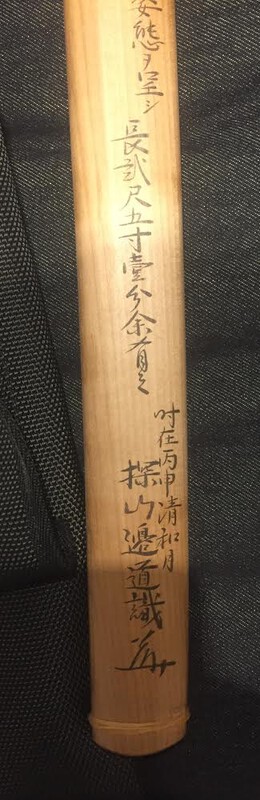 姿態ヲ呈シ
長貳尺五寸壹分余有之
时在丙申清和月
探山邉道識